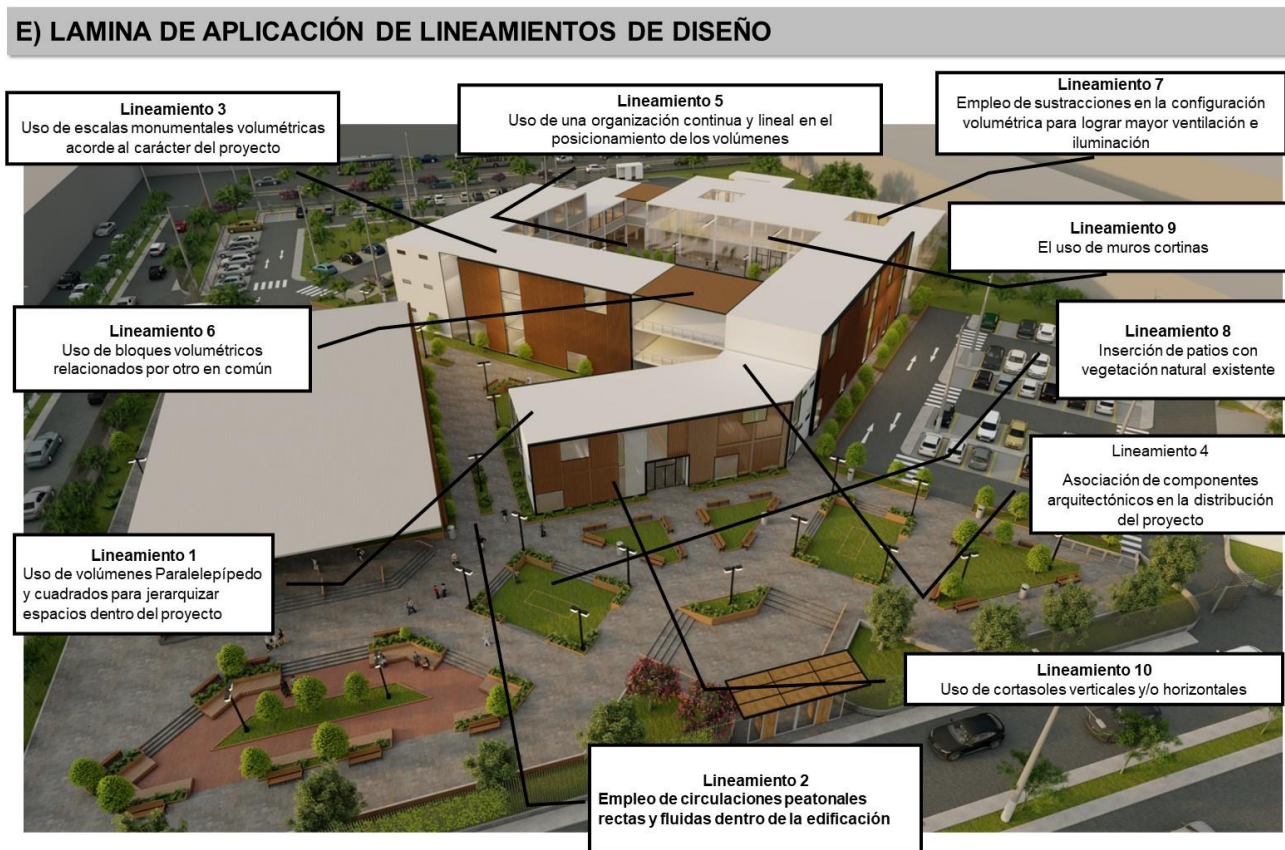 E) LAMINA DE APLICACIÓN DE LINEAMIENTOS DE DISEÑO
Lineamiento 3
Uso de escalas monumentales volumétricas
acorde al carácter del proyecto
Lineamiento 5
Uso de una organización continua y lineal en el
posicionamiento de los volúmenes
Lineamiento 7
Empleo de sustracciones en la configuración
volumétrica para lograr mayor ventilación e
iluminación
Lineamiento 9
El uso de muros cortinas
Lineamiento 6
Uso de bloques volumétricos
relacionados por otro en común
Lineamiento 8
Inserción de patios con
vegetación natural existente
Lineamiento 4
Asociación de componentes
arquitectónicos en la distribución
del proyecto
Lineamiento 1
Uso de volúmenes Paralelepípedo
y cuadrados para jerarquizar
espacios dentro del proyecto
Lineamiento 10
Uso de cortasoles verticales y/o horizontales
Lineamiento 2
Empleo de circulaciones peatonales
rectas y fluidas dentro de la edificación